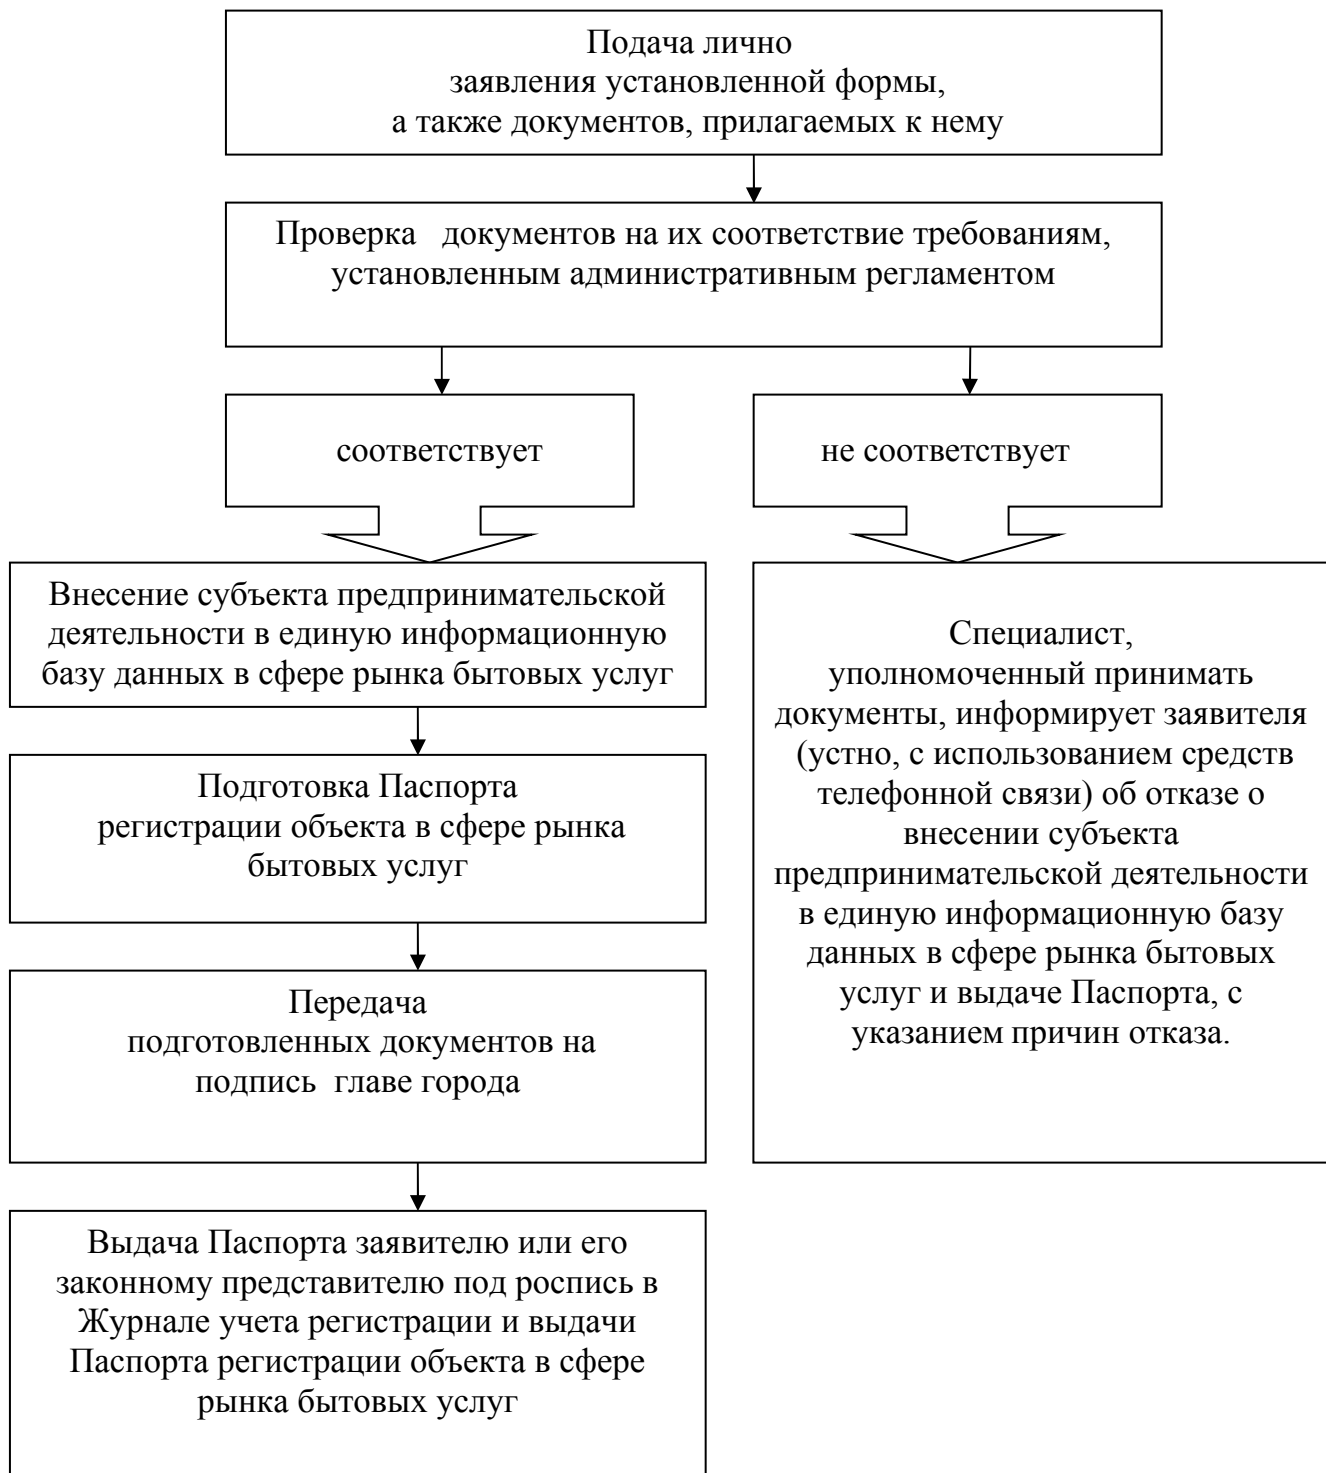 Подача лично
заявления установленной формы,
а также документов, прилагаемых к нему
Проверка документов на их соответствие требованиям,
установленным административным регламентом
соответствует
не соответствует
Внесение субъекта предпринимательской
деятельности в единую информационную
базу данных в сфере рынка бытовых услуг
Подготовка Паспорта
регистрации объекта в сфере рынка
бытовых услуг
Передача
подготовленных документов на
подпись главе города
Выдача Паспорта заявителю или его
законному представителю под роспись в
Журнале учета регистрации и выдачи
Паспорта регистрации объекта в сфере
рынка бытовых услуг
Специалист,
уполномоченный принимать
документы, информирует заявителя
(устно, с использованием средств
телефонной связи) об отказе о
внесении субъекта
предпринимательской деятельности
в единую информационную базу
данных в сфере рынка бытовых
услуг и выдаче Паспорта, с
указанием причин отказа.